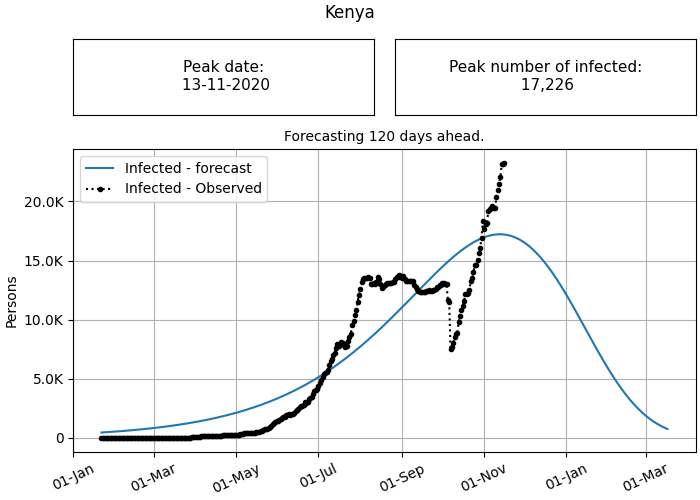 Kenya
Peak date:
13-11-2020
Peak number of infected:
17,226
Forecasting 120 days ahead.
Infected - forecast
Infected - Observed
20.0K
15.0K
10.0K
5.0K
0
Persons
01-Jan
01-Mar
01-May
01-Jul
01-Sep
01-Nov
01-Jan
01-Mar